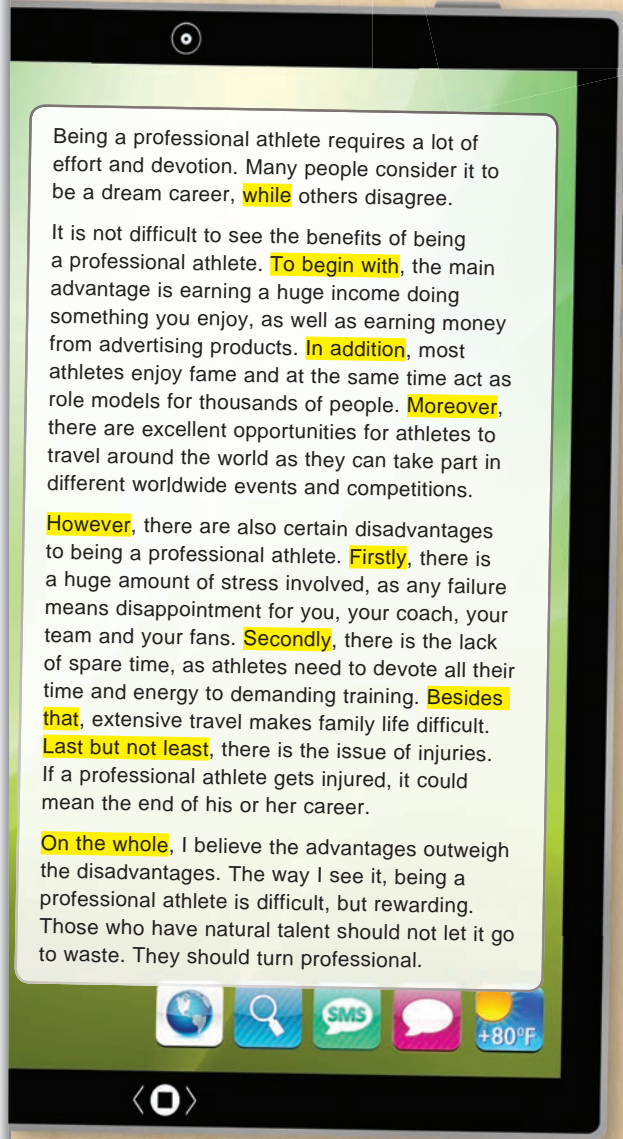 Being a professional athlete requires a lot of
effort and devotion. Many people consider it to
be a dream career, while others disagree.
It is not difficult to see the benefits of being
a professional athlete. To begin with, the main
advantage is earning a huge income doing
something you enjoy, as well as earning money
from advertising products. In addition, most
athletes enjoy fame and at the same time act as
role models for thousands of people. Moreover,
there are excellent opportunities for athletes to
travel around the world as they can take part in
different worldwide events and competitions.
However, there are also certain disadvantages
to being a professional athlete. Firstly, there is
a huge amount of stress involved, as any failure
means disappointment for you, your coach, your
team and your fans. Secondly, there is the lack
of spare time, as athletes need to devote all their
time and energy to demanding training. Besides
that, extensive travel makes family life difficult.
Last but not least, there is the issue of injuries.
If a professional athlete gets injured, it could
mean the end of his or her career.
On the whole, I believe the advantages outweigh
the disadvantages. The way I see it, being a
professional athlete is difficult, but rewarding.
Those who have natural talent should not let it go
to waste. They should turn professional.
SMS
+80°F